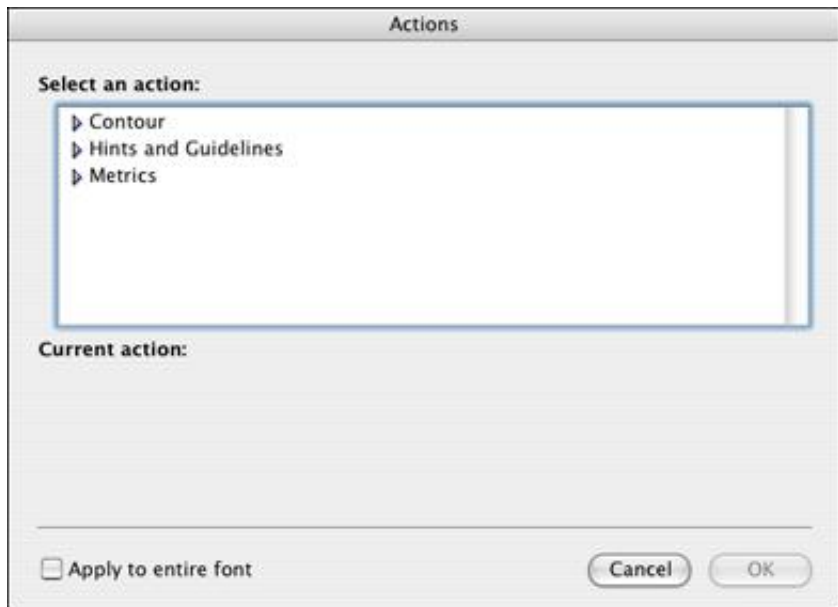 Actions
Select an action:
Contour
Hints and Guidelines
Metrics
Current action:
Apply to entire font
Cancel
OK